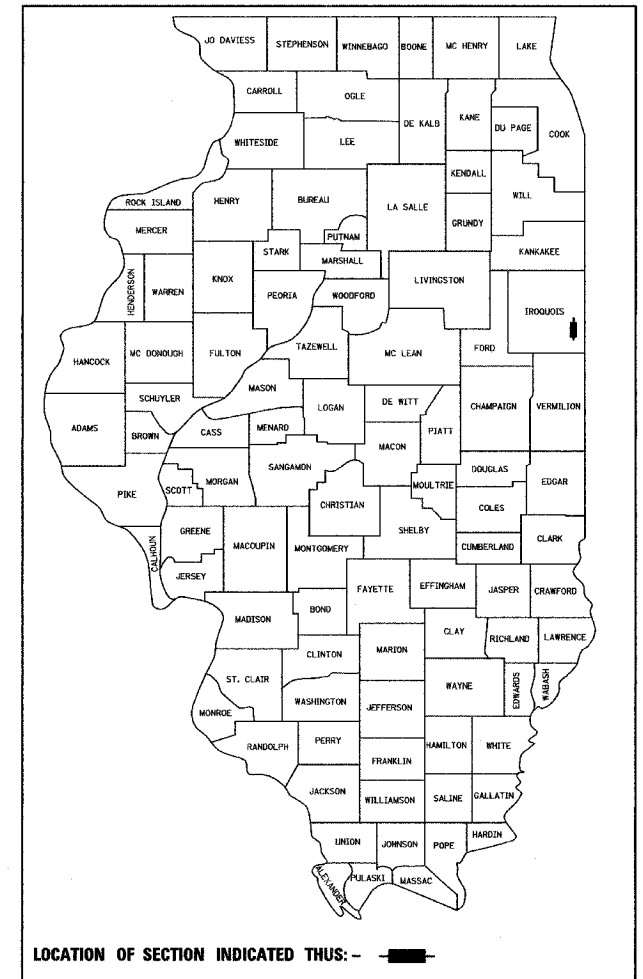 JO DAVIESS STEPHENSON WINNEBAGO BOONE MC HENRY LAKE
CARROLL OGLE DE KALB KANE DU PAGE COOK
WHITESIDE LEE
KENDALL WILL
ROCK ISLAND HENRY BUREAU LA SALLE GRUNDY
MERCER PUTNAM
STARK MARSHALL KANKAKEE
HENDERSON WARREN KNOX PEORIA WOODFORD LIVINGSTON IROQUOIS
HANCOCK MC DONOUGH FULTON TAZEWELL MC LEAN FORD
MASON
SCHUYLER LOGAN DE WITT CHAMPAIGN VERMILION
ADAMS BROWN CASS MENARD MACON PIATT
SANGAMON DOUGLAS EDGAR
PIKE SCOTT MORGAN CHRISTIAN MOULTRIE
COLES
GREENE MACOUPIN MONTGOMERY SHELBY CUMBERLAND CLARK
CALHOUN JERSEY
FAYETTE EFFINGHAM JASPER CRAWFORD
MADISON BOND
CLAY RICHLAND LAWRENCE
CLINTON MARION
ST. CLAIR WAYNE EDWARDS WABASH
MONROE WASHINGTON JEFFERSON
RANDOLPH PERRY HAMILTON WHITE
FRANKLIN
JACKSON WILLIAMSON SALINE GALLATIN
UNION JOHNSON POPE HARDIN
ALEXANDER PULASKI MASSAC
LOCATION OF SECTION INDICATED THUS: -